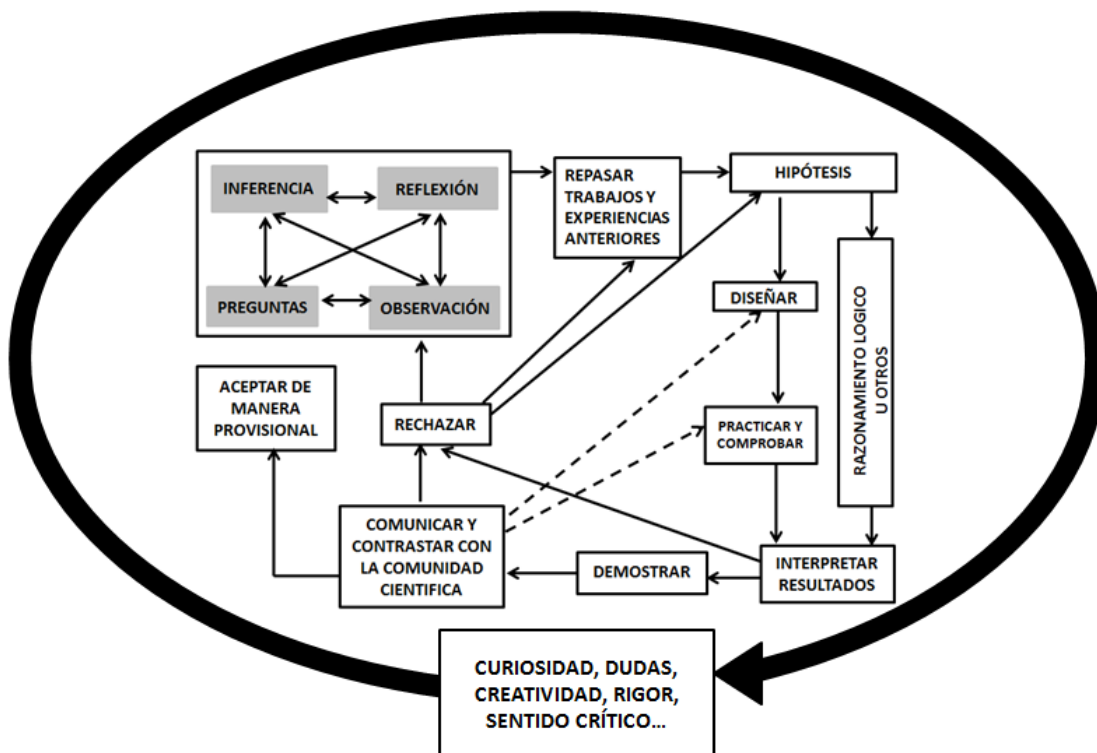 INFERENCIA
REFLEXIÓN
PREGUNTAS
OBSERVACIÓN
REPASAR
TRABAJOS Y
EXPERIENCIAS
ANTERIORES
HIPÓTESIS
DISEÑAR
RAZONAMIENTO LOGICO
U OTROS
ACEPTAR DE
MANERA
PROVISIONAL
RECHAZAR
PRACTICAR Y
COMPROBAR
COMUNICAR Y
CONTRASTAR CON
LA COMUNIDAD
CIENTIFICA
DEMOSTRAR
INTERPRETAR
RESULTADOS
CURIOSIDAD, DUDAS,
CREATIVIDAD, RIGOR,
SENTIDO CRÍTICO...